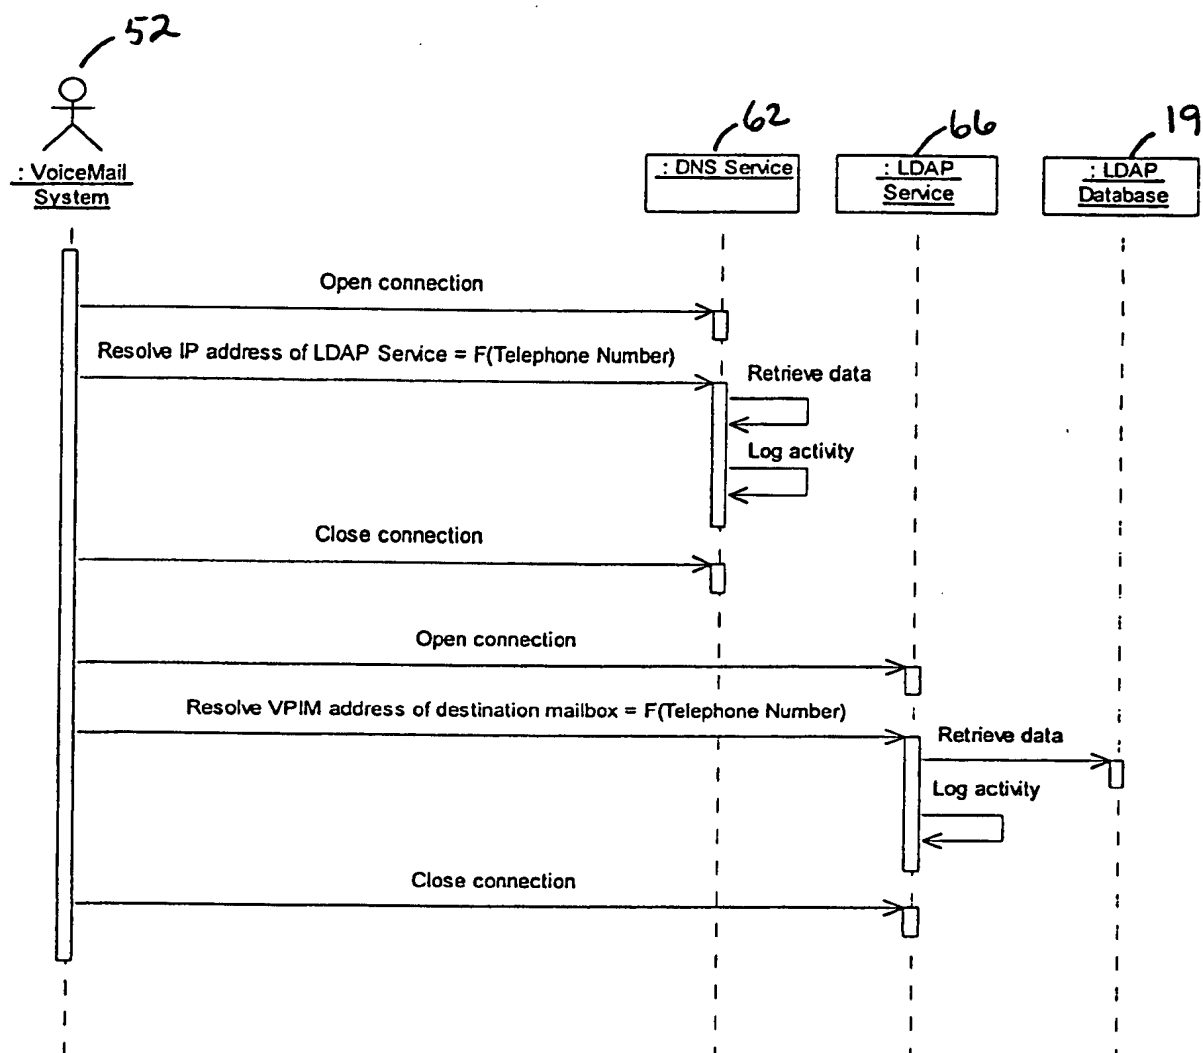 52
62
66
19
: VoiceMail
System
: DNS Service
: LDAP
Service
: LDAP
Database
Open connection
Resolve IP address of LDAP Service = F(Telephone Number)
Retrieve data
Log activity
Close connection
Open connection
Resolve VPIM address of destination mailbox = F(Telephone Number)
Retrieve data
Log activity
Close connection